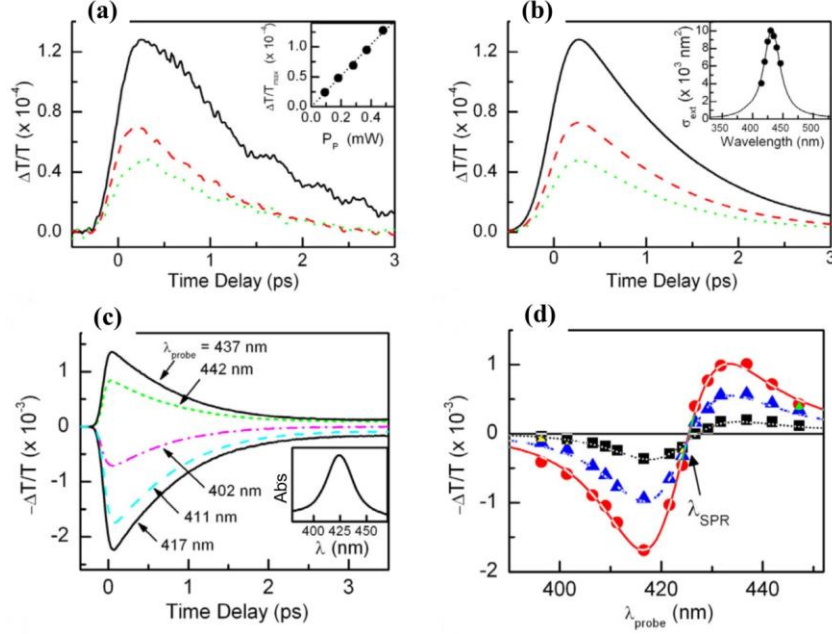 (a)
1.2
0.8
0.4
0.0
ΔT/T (x 10⁻⁴)
0 1 2 3
Time Delay (ps)
ΔT/T_max (x 10⁻⁴)
1.2
0.8
0.4
0.0
0.0 0.2 0.4
P_P (mW)
(b)
1.2
0.8
0.4
0.0
ΔT/T (x 10⁻⁴)
0 1 2 3
Time Delay (ps)
σ_ext (x 10³ nm²)
10
8
6
4
2
0
350 400 450 500
Wavelength (nm)
(c)
1
0
-1
-2
−ΔT/T (x 10⁻³)
λ_probe = 437 nm
442 nm
402 nm
411 nm
417 nm
Abs
400 425 450
λ (nm)
0 1 2 3
Time Delay (ps)
(d)
1
0
-1
-2
−ΔT/T (x 10⁻³)
λ_SPR
400 420 440
λ_probe (nm)